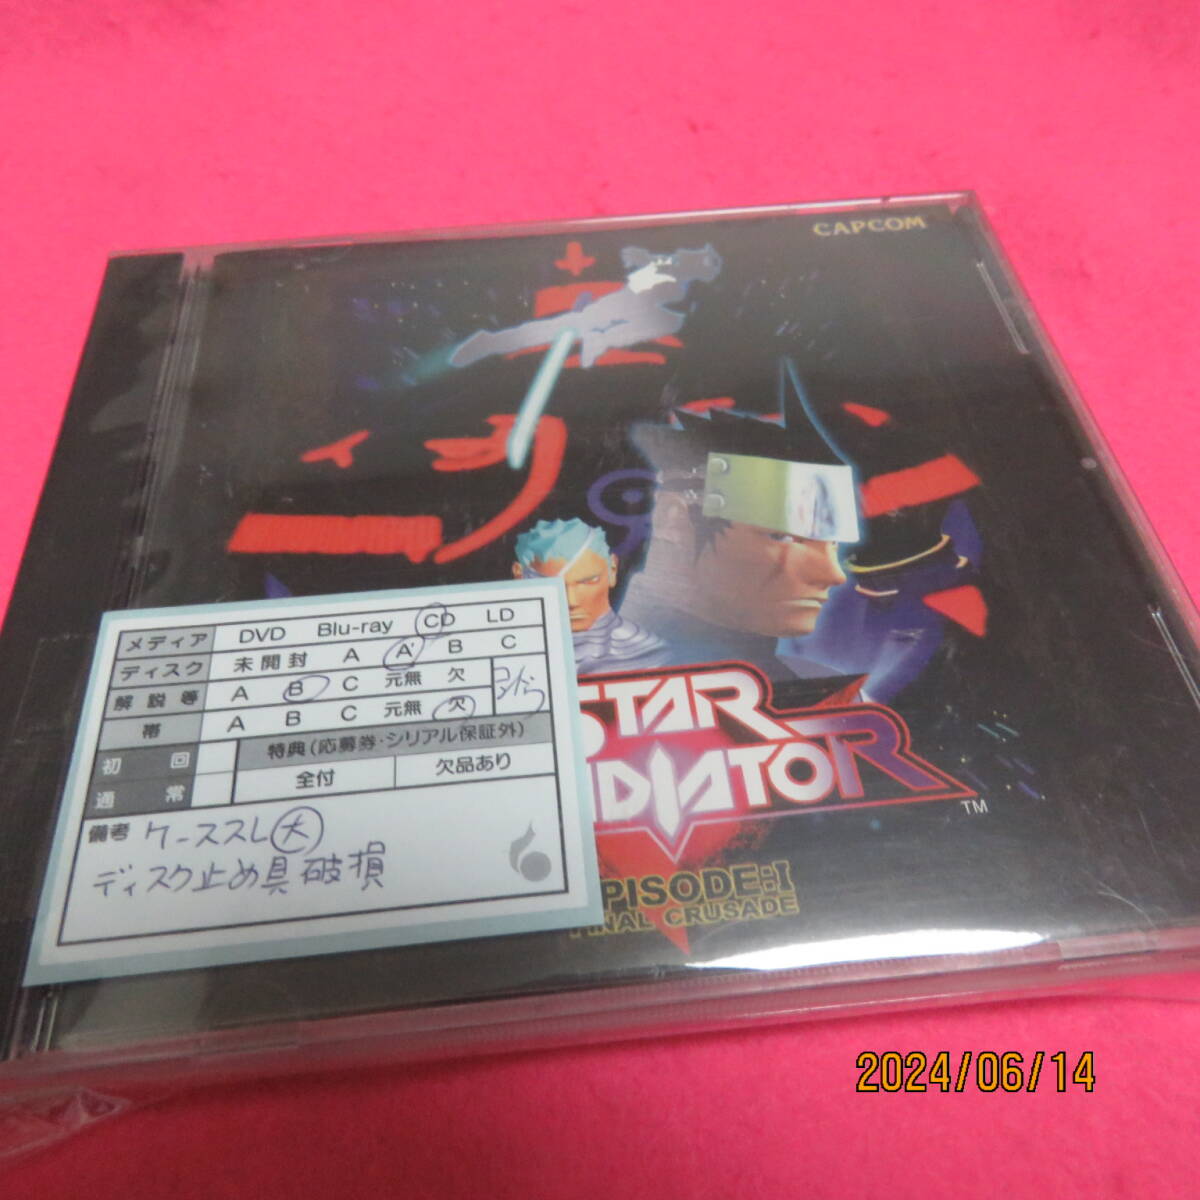 CAPCOM
STAR
DIATOR
TM
PISODE:I
FINAL CRUSADE
メディア DVD Blu-ray CD LD
ディスク 未開封 A A' B C
解説等 A B C 元無 欠
帯 A B C 元無 欠
初回 特典(応募券・シリアル保証外)
通常 全付 欠品あり
備考 ケーススレ大
ディスク止め具破損
2024/06/14